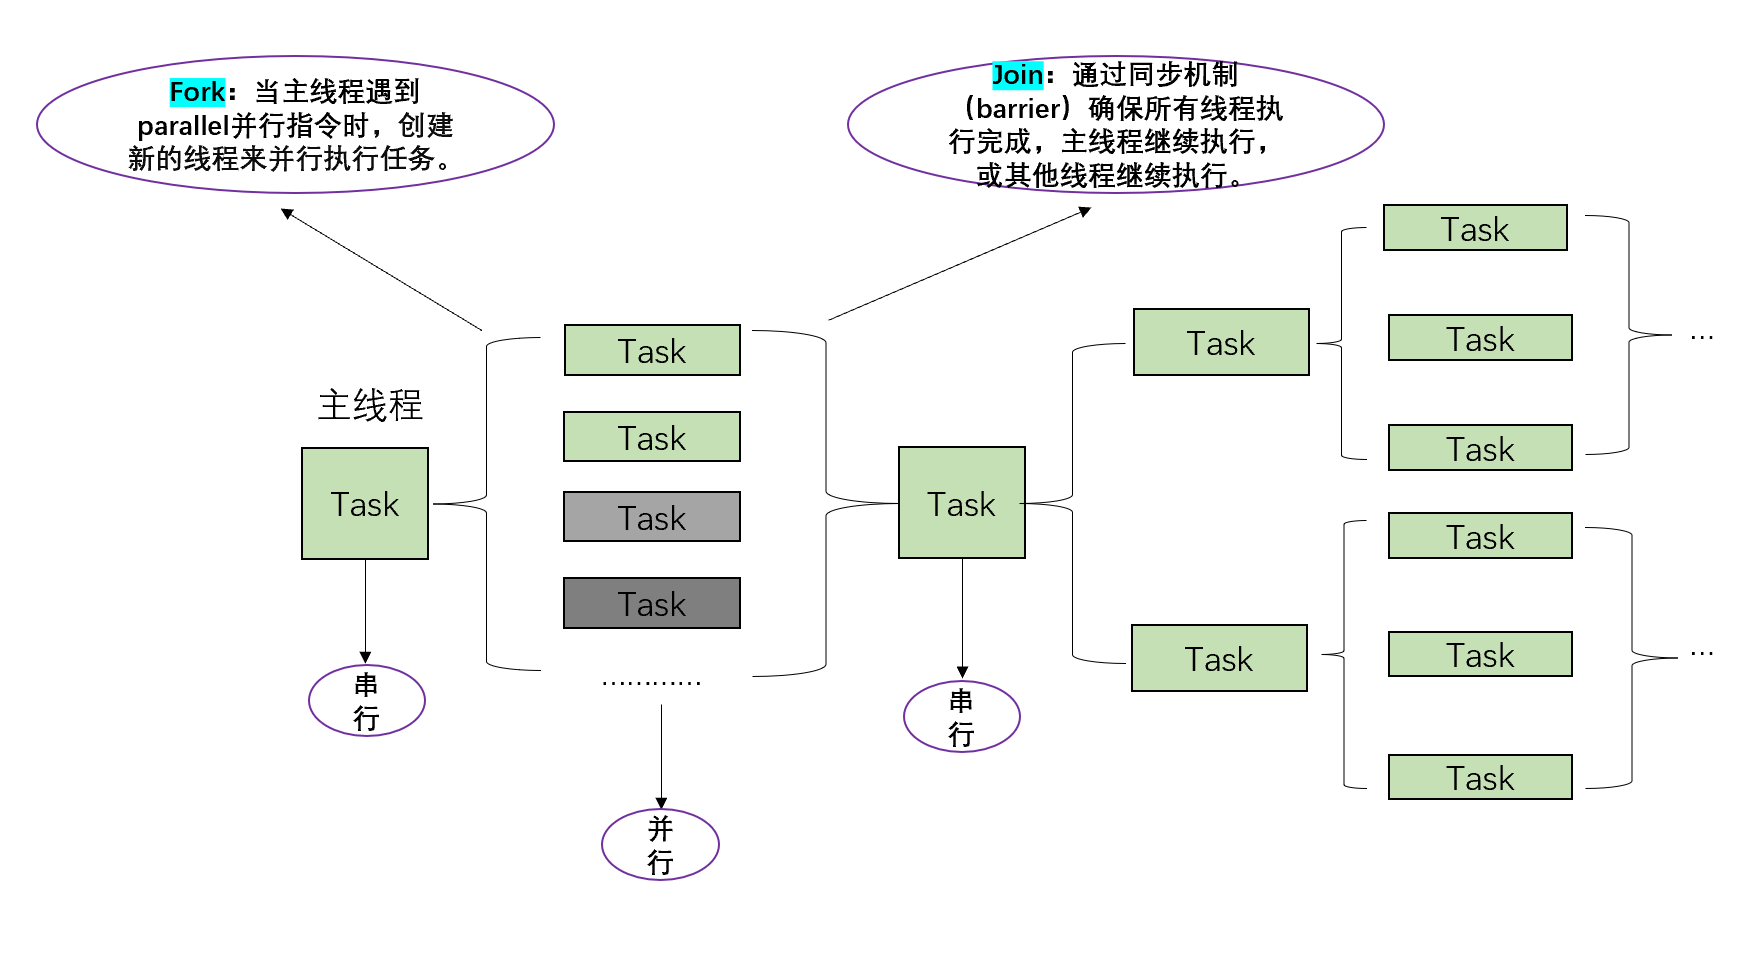 Fork：当主线程遇到
parallel并行指令时，创建
新的线程来并行执行任务。
Join：通过同步机制
（barrier）确保所有线程执
行完成，主线程继续执行，
或其他线程继续执行。
主线程
Task
串
行
Task
Task
Task
Task
…………
并
行
Task
串
行
Task
Task
Task
Task
Task
…
Task
Task
Task
…